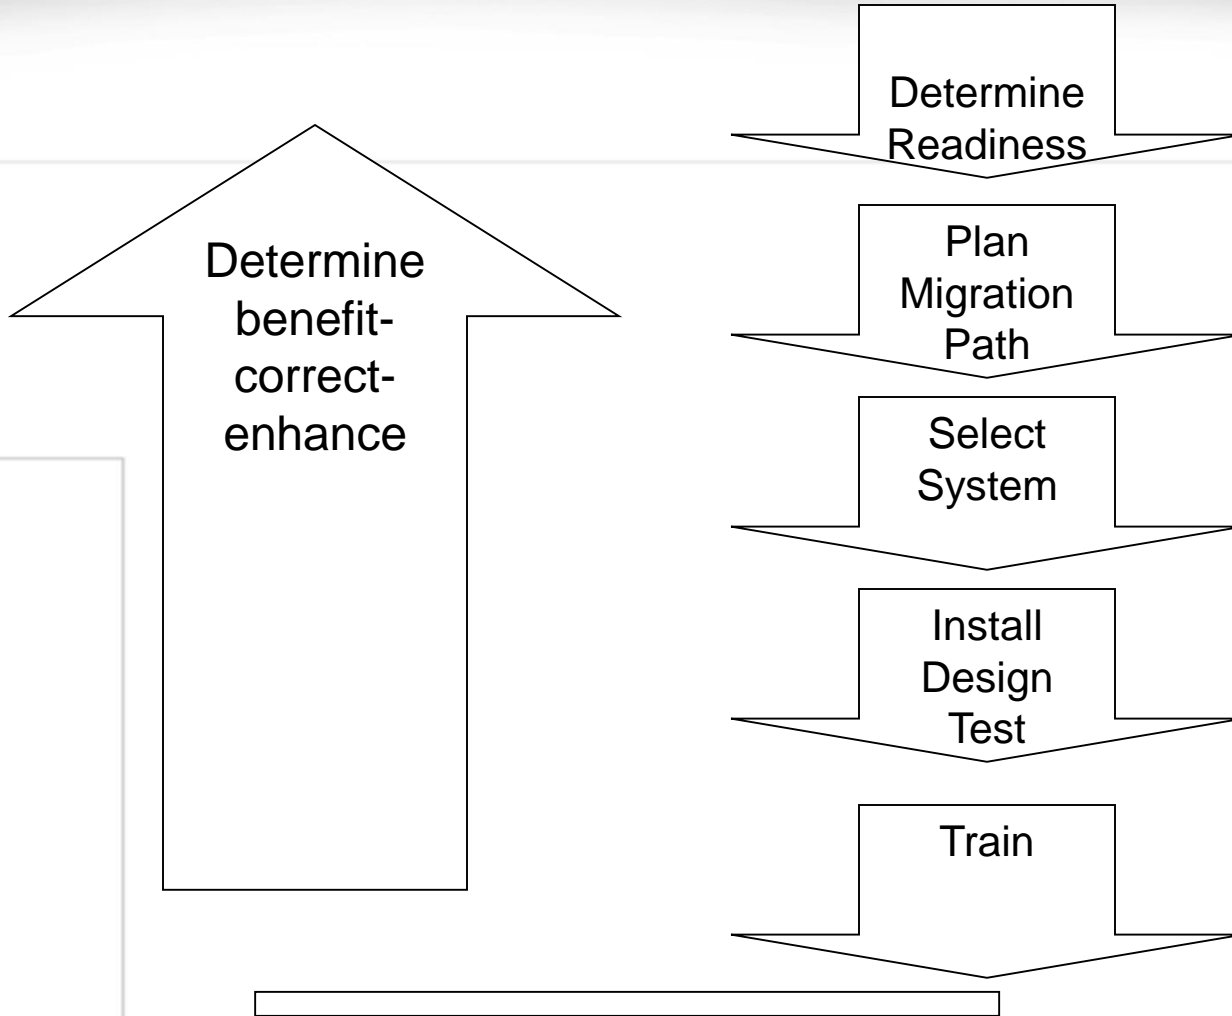 Determine
Readiness
Determine
benefit-
correct-
enhance
Plan
Migration
Path
Select
System
Install
Design
Test
Train